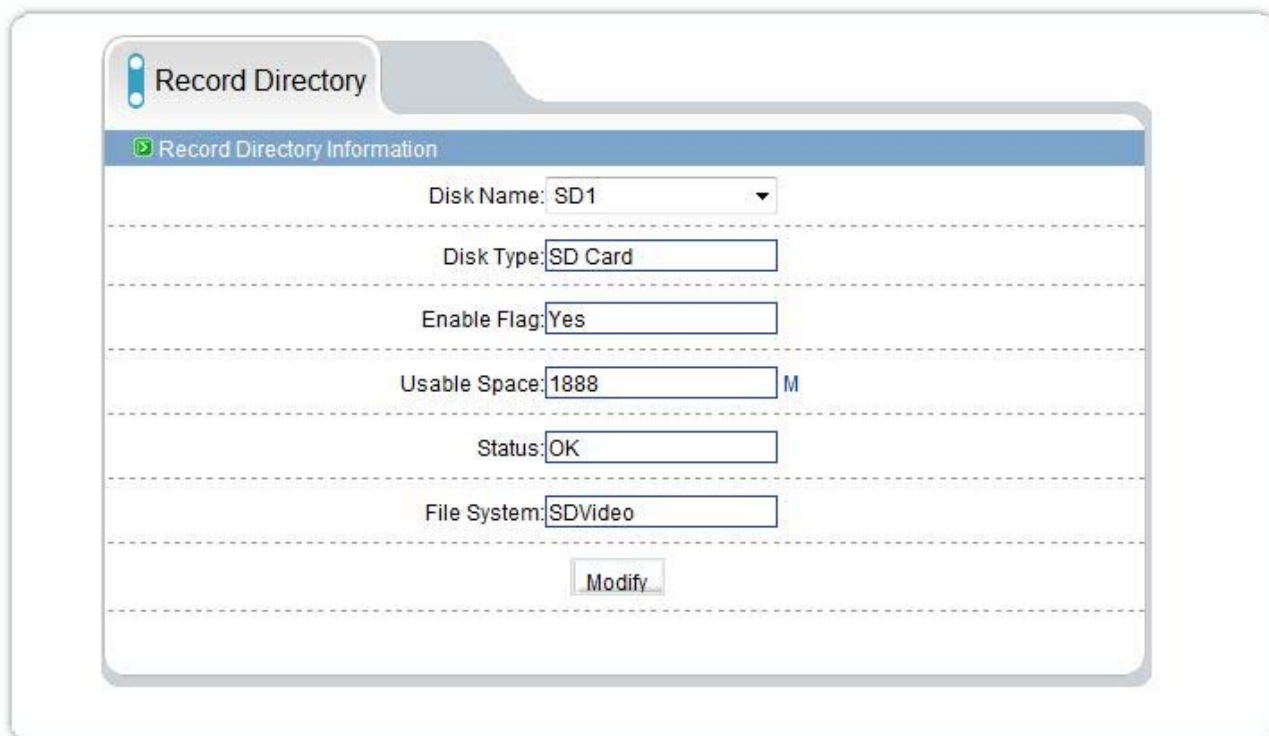 Record Directory
Record Directory Information
Disk Name: SD1
Disk Type: SD Card
Enable Flag: Yes
Usable Space: 1888 M
Status: OK
File System: SDVideo
Modify